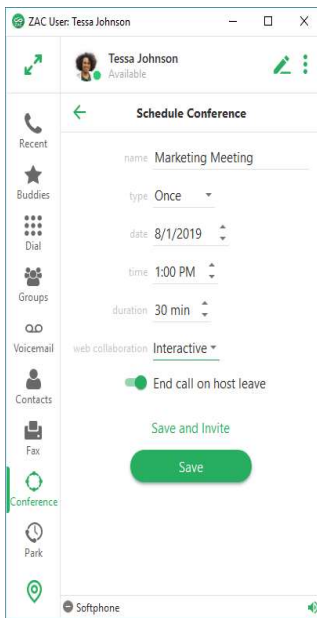 ZAC User: Tessa Johnson
Tessa Johnson
Available
Schedule Conference
Recent
Buddies
Dial
Groups
Voicemail
Contacts
Fax
Conference
Park
name Marketing Meeting
type Once
date 8/1/2019
time 1:00 PM
duration 30 min
web collaboration Interactive
End call on host leave
Save and Invite
Save
Softphone